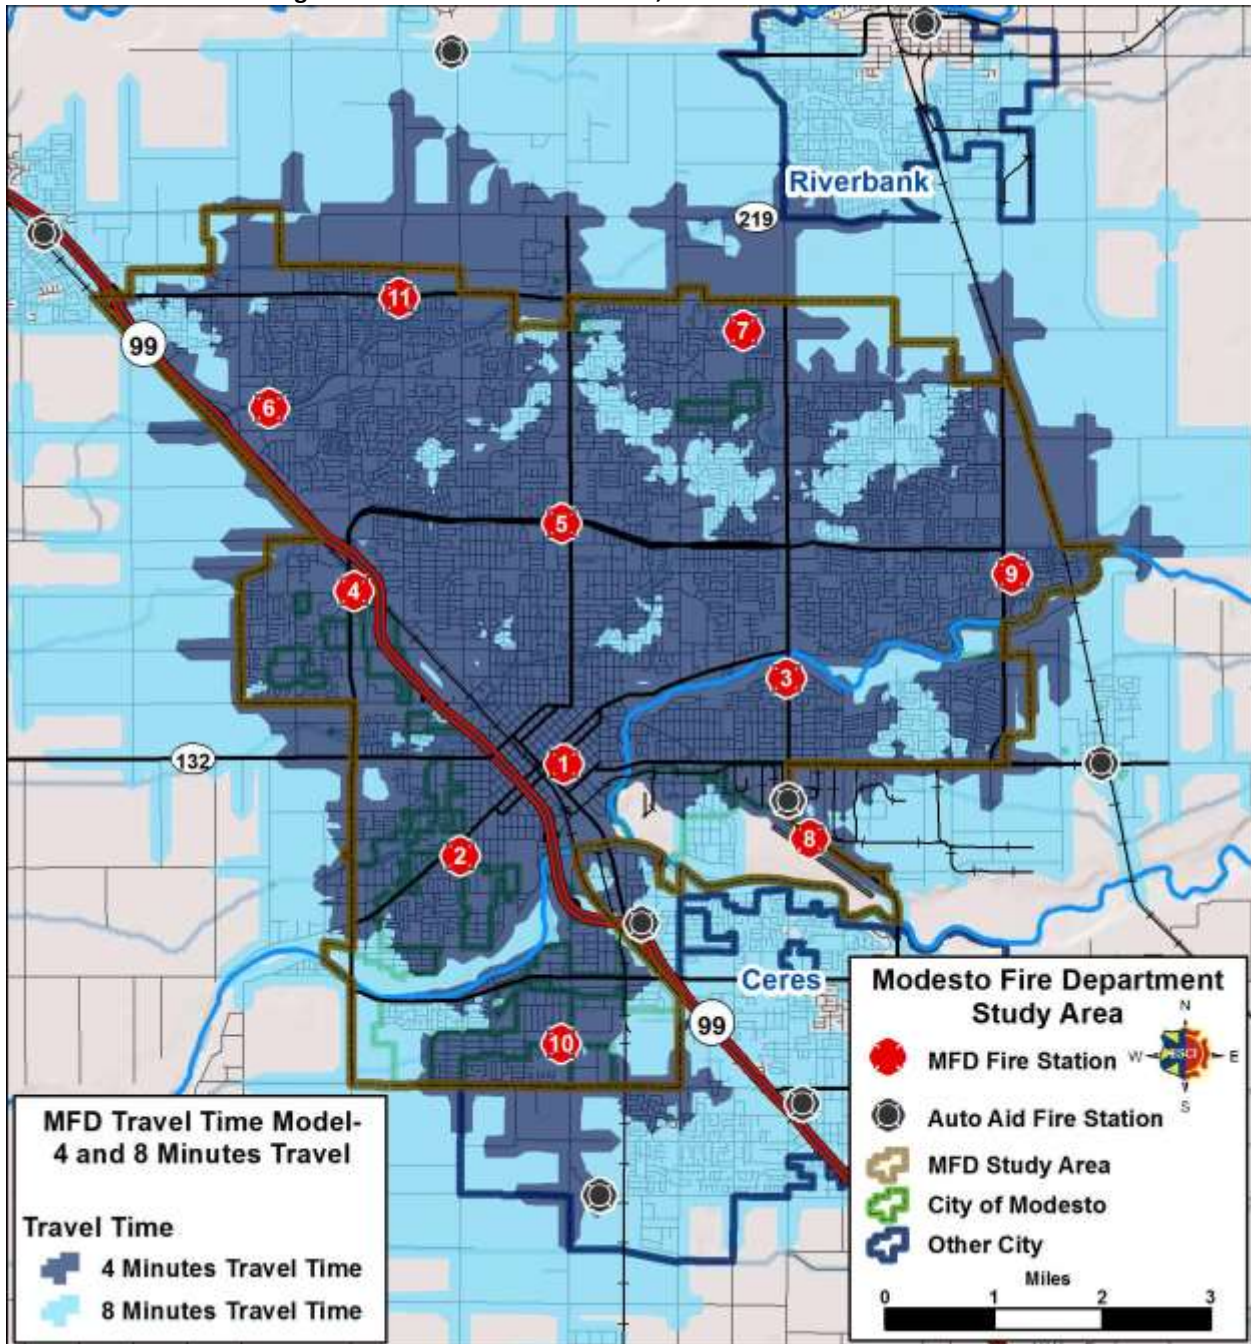 Riverbank
219
11
7
99
6
5
9
4
3
132
1
8
2
Ceres
99
10
Modesto Fire Department
Study Area
N
W
E
S
MFD Fire Station
Auto Aid Fire Station
MFD Study Area
City of Modesto
Other City
Miles
0 1 2 3
MFD Travel Time Model-
4 and 8 Minutes Travel
Travel Time
4 Minutes Travel Time
8 Minutes Travel Time